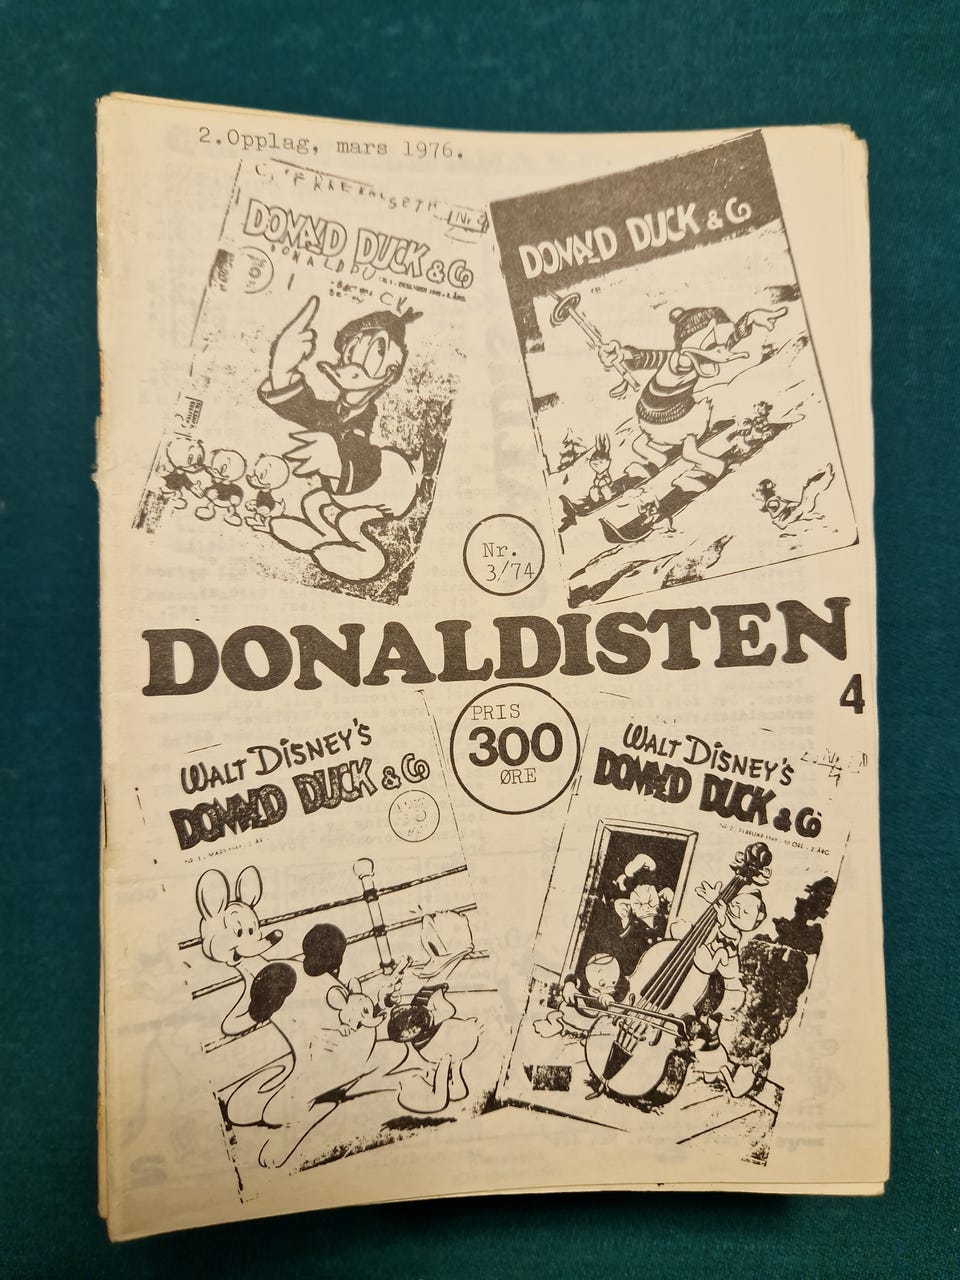 2.Opplag, mars 1976.
DONALD DUCK & Co
DONALD DUCK & Co
Nr.
3/74
DONALDISTEN
4
PRIS
300
ØRE
WALT DISNEY'S
DONALD DUCK & Co
WALT DISNEY'S
DONALD DUCK & Co